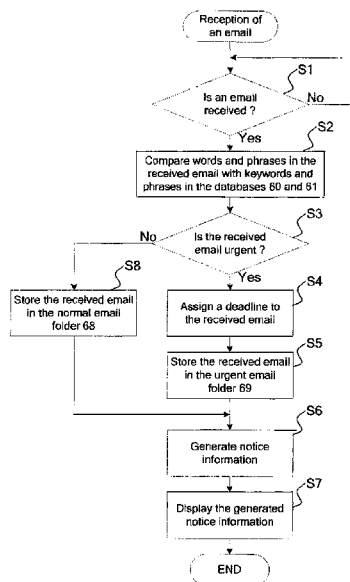 Reception of
an email
S1
Is an email
received ?
No
Yes
S2
Compare words and phrases in the
received email with keywords and
phrases in the databases 60 and 61
S3
No
Is the received
email urgent ?
Yes
S8
Store the received email
in the normal email
folder 68
S4
Assign a deadline to
the received email
S5
Store the received email
in the urgent email
folder 69
S6
Generate notice
information
S7
Display the generated
notice information
END